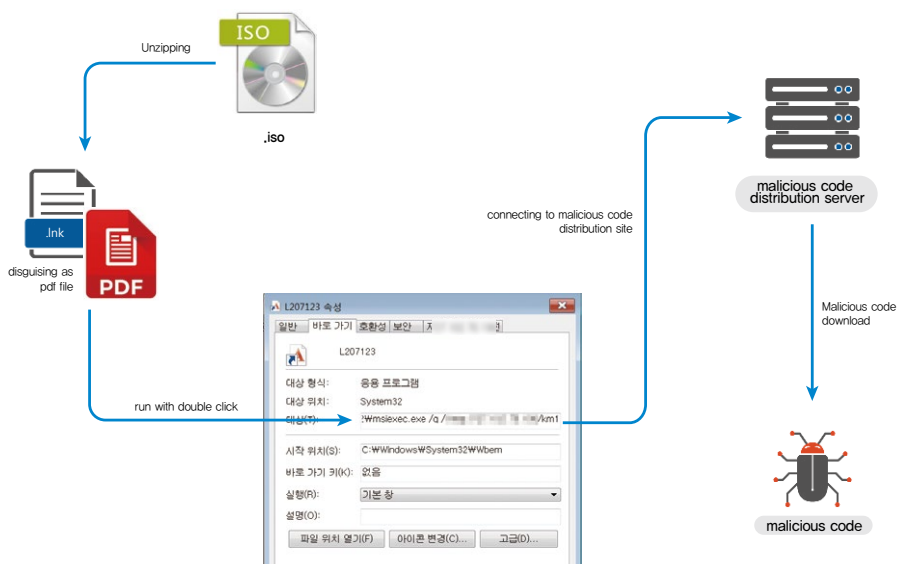 ISO
Unzipping
.iso
.lnk
PDF
disguising as
pdf file
run with double click
L207123 속성
일반 바로 가기 호환성 보안
L207123
대상 형식: 응용 프로그램
대상 위치: System32
대상(T): ₩msiexec.exe /q / /km1
시작 위치(S): C:₩Windows₩System32₩Wbem
바로 가기 키(K): 없음
실행(R): 기본 창
설명(O):
파일 위치 열기(F) 아이콘 변경(C)... 고급(D)...
connecting to malicious code
distribution site
malicious code
distribution server
Malicious code
download
malicious code